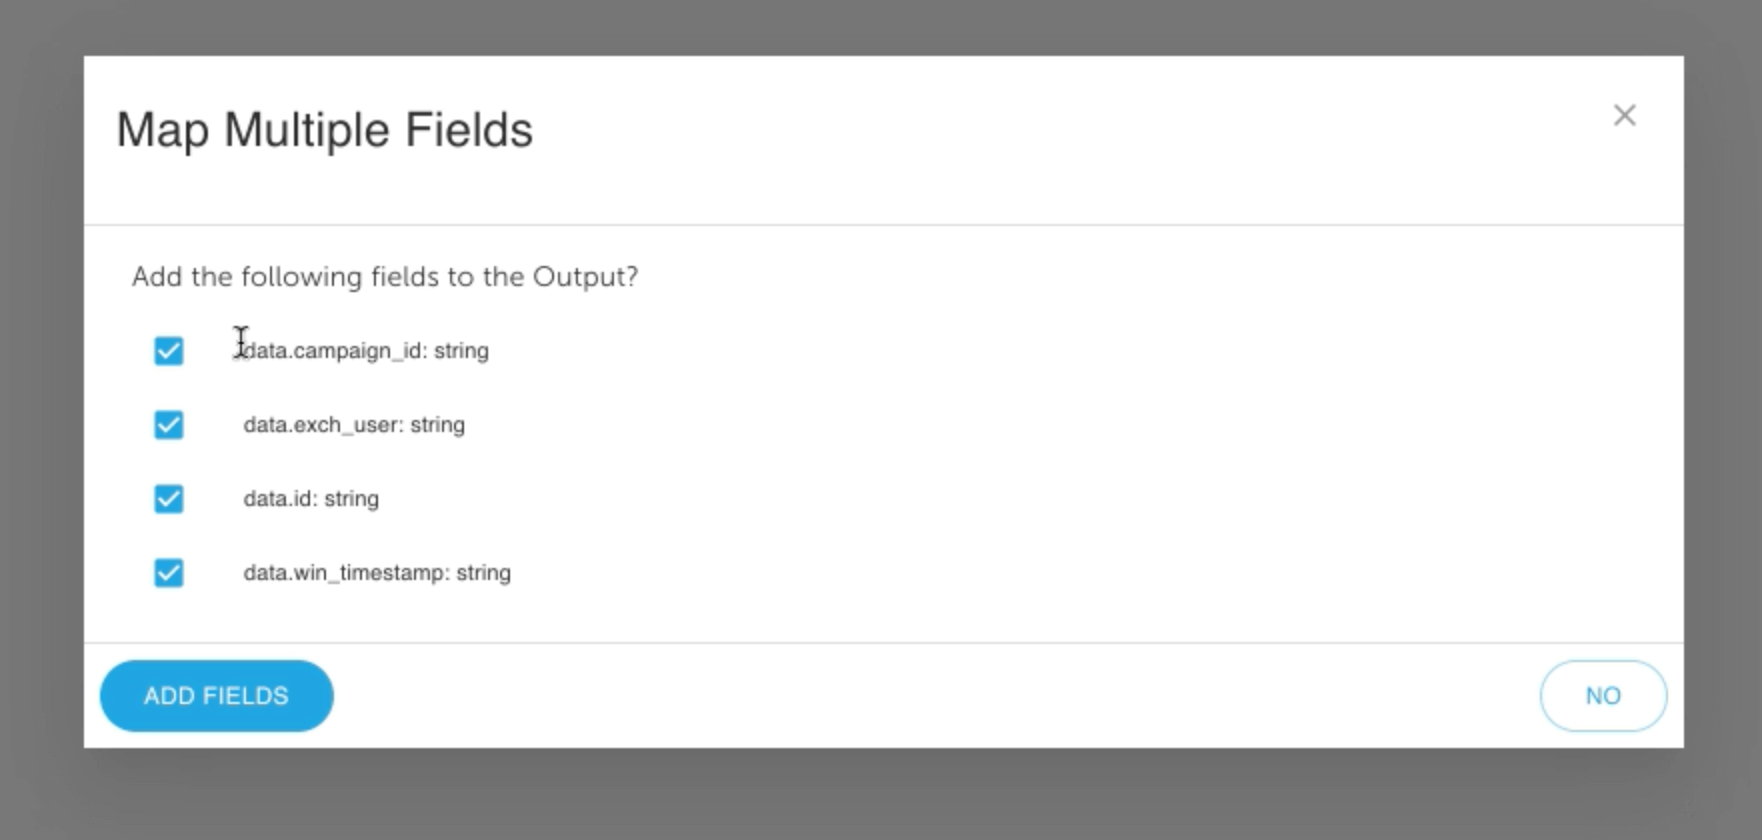 Map Multiple Fields
Add the following fields to the Output?
data.campaign_id: string
data.exch_user: string
data.id: string
data.win_timestamp: string
ADD FIELDS
NO